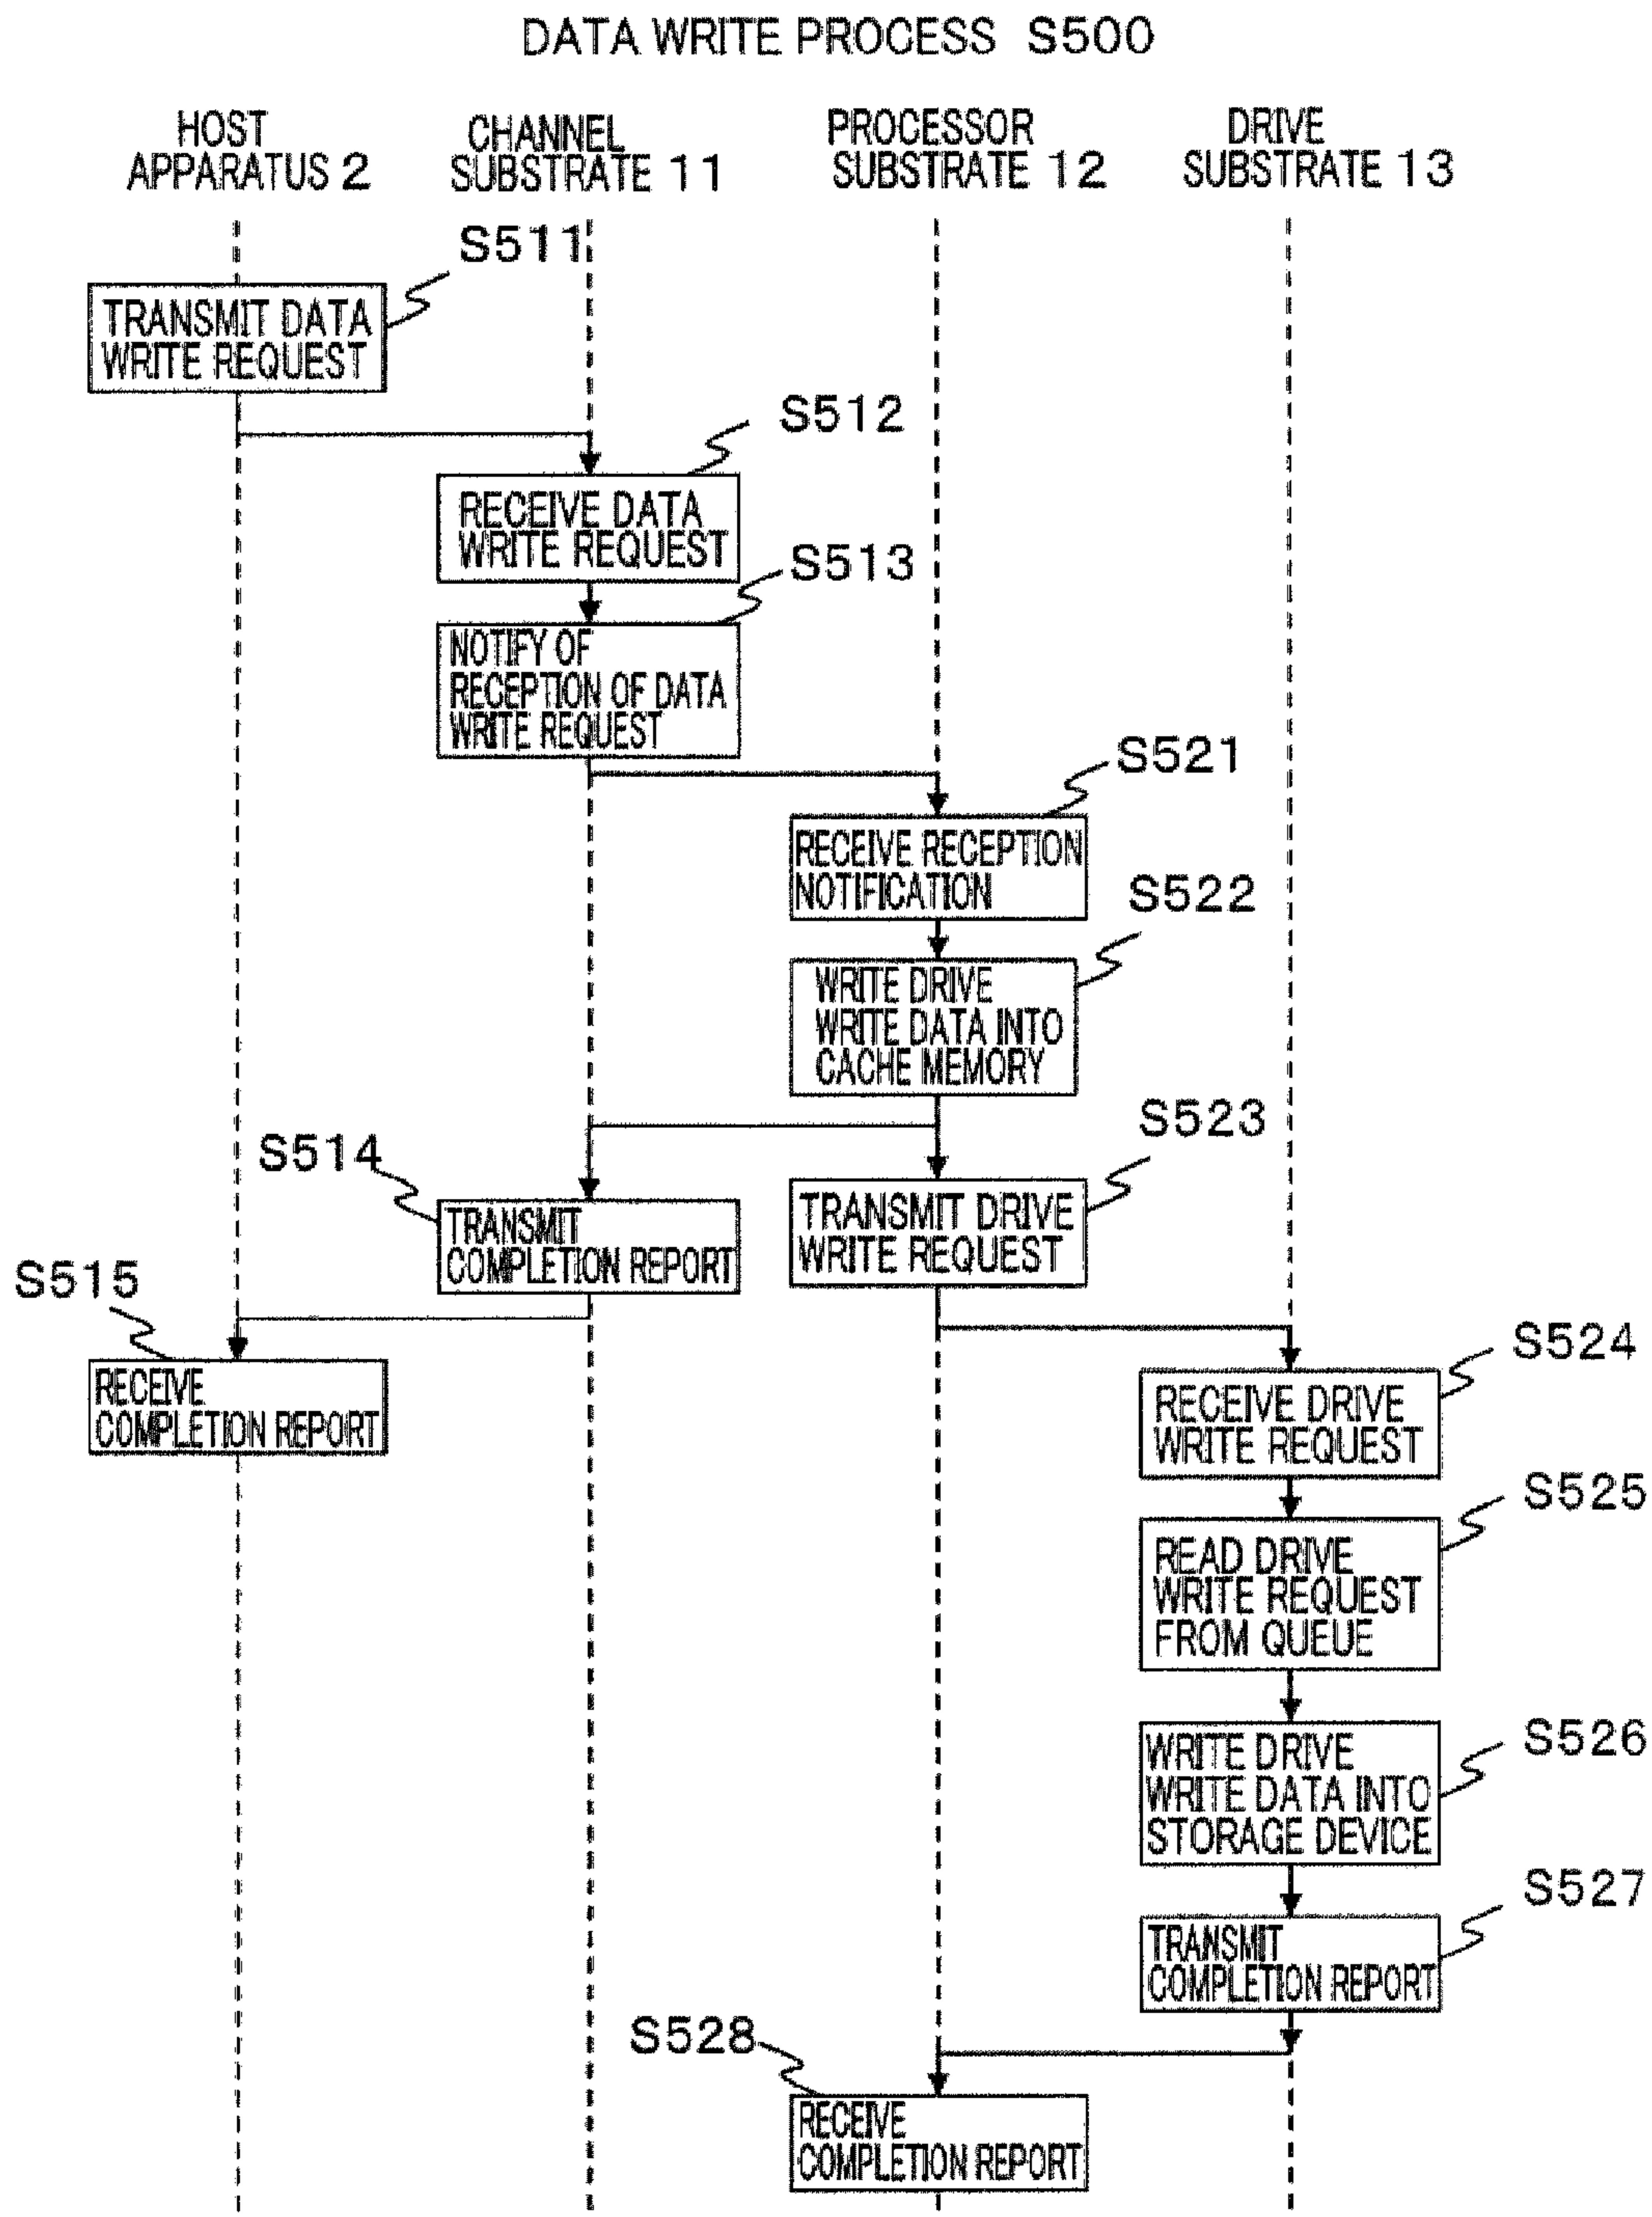 DATA WRITE PROCESS S500
HOST
APPARATUS 2
CHANNEL
SUBSTRATE 11
PROCESSOR
SUBSTRATE 12
DRIVE
SUBSTRATE 13
S511
TRANSMIT DATA
WRITE REQUEST
S512
RECEIVE DATA
WRITE REQUEST
S513
NOTIFY OF
RECEPTION OF DATA
WRITE REQUEST
S521
RECEIVE RECEPTION
NOTIFICATION
S522
WRITE DRIVE
WRITE DATA INTO
CACHE MEMORY
S523
TRANSMIT DRIVE
WRITE REQUEST
S514
TRANSMIT
COMPLETION REPORT
S515
RECEIVE
COMPLETION REPORT
S524
RECEIVE DRIVE
WRITE REQUEST
S525
READ DRIVE
WRITE REQUEST
FROM QUEUE
S526
WRITE DRIVE
WRITE DATA INTO
STORAGE DEVICE
S527
TRANSMIT
COMPLETION REPORT
S528
RECEIVE
COMPLETION REPORT